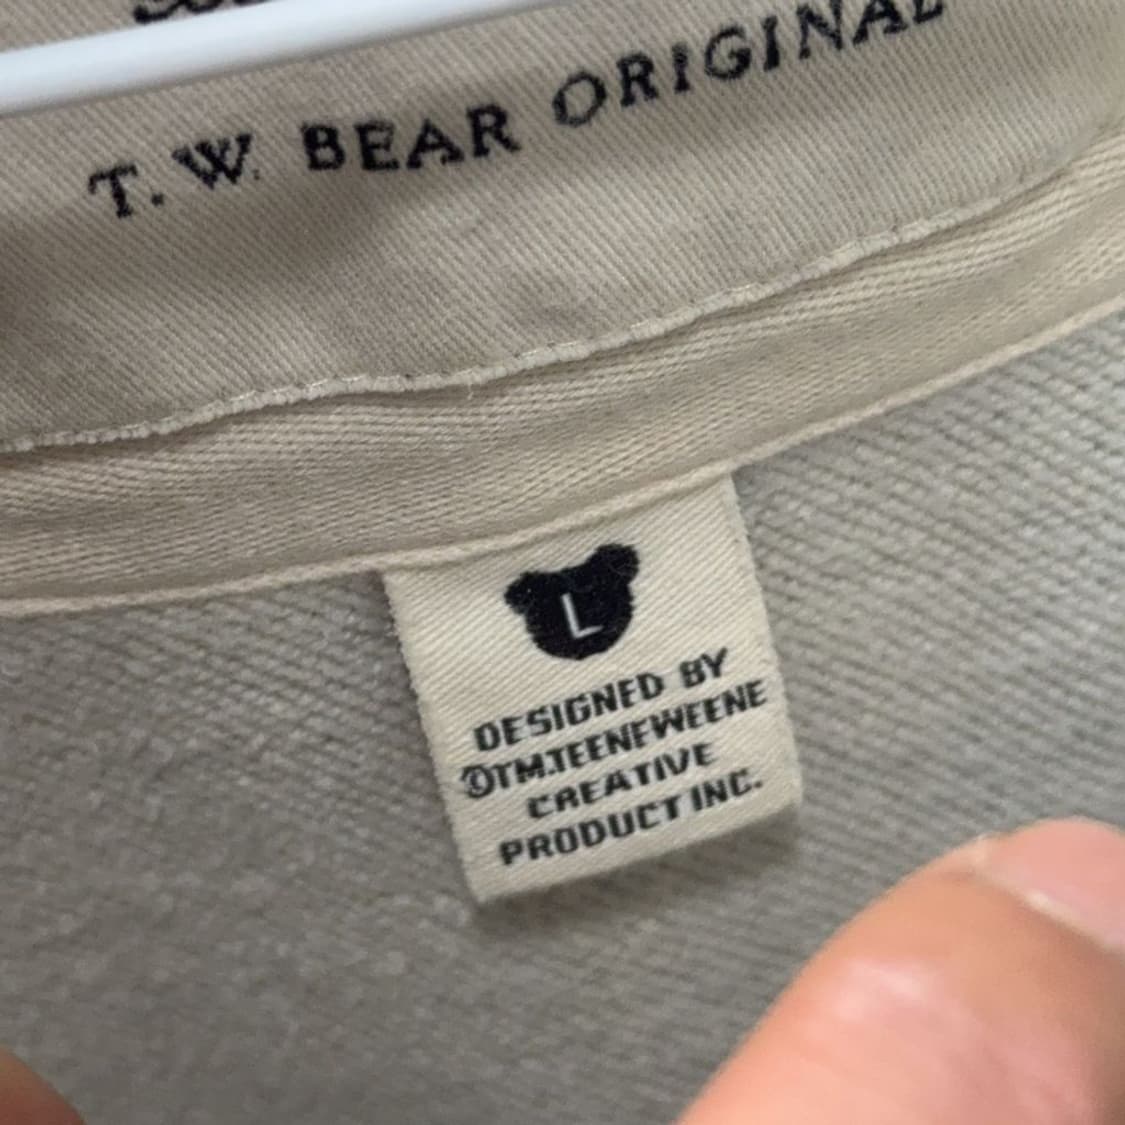 T.W. BEAR ORIGINAL
L
DESIGNED BY
©TM.TEENEWEENE
CREATIVE
PRODUCT INC.